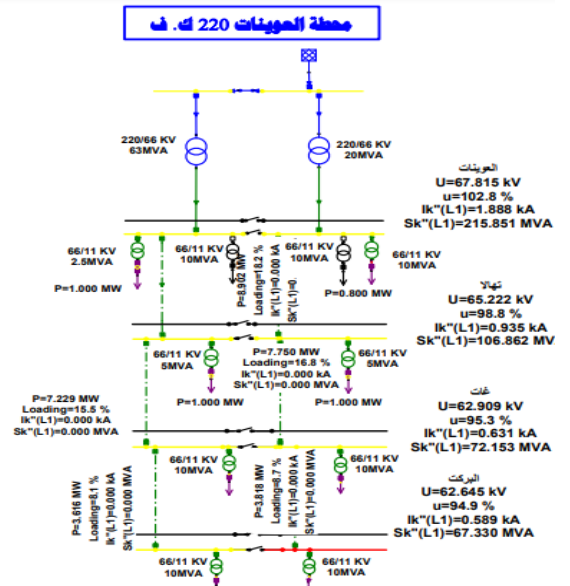 محطة العوينات 220 ك. ف
220/66 KV
63MVA
220/66 KV
20MVA
العوينات
U=67.815 kV
u=102.8 %
Ik"(L1)=1.888 kA
Sk"(L1)=215.851 MVA
66/11 KV
2.5MVA
66/11 KV
10MVA
66/11 KV
10MVA
66/11 KV
10MVA
P=1.000 MW
P=8.902 MW
Loading=18.2 %
Ik"(L1)=0.000 kA
Sk"(L1)=0.
P=0.800 MW
تهالا
U=65.222 kV
u=98.8 %
Ik"(L1)=0.935 kA
Sk"(L1)=106.862 MV
66/11 KV
5MVA
P=7.750 MW
Loading=16.8 %
Ik"(L1)=0.000 kA
Sk"(L1)=0.000 MVA
66/11 KV
5MVA
P=1.000 MW
P=1.000 MW
P=7.229 MW
Loading=15.5 %
Ik"(L1)=0.000 kA
Sk"(L1)=0.000 MVA
غات
U=62.909 kV
u=95.3 %
Ik"(L1)=0.631 kA
Sk"(L1)=72.153 MVA
66/11 KV
10MVA
66/11 KV
10MVA
P=3.616 MW
Loading=8.1 %
Ik"(L1)=0.000 kA
Sk"(L1)=0.000 MVA
P=3.818 MW
Loading=8.7 %
Ik"(L1)=0.000 kA
Sk"(L1)=0.000 MVA
البركت
U=62.645 kV
u=94.9 %
Ik"(L1)=0.589 kA
Sk"(L1)=67.330 MVA
66/11 KV
10MVA
66/11 KV
10MVA